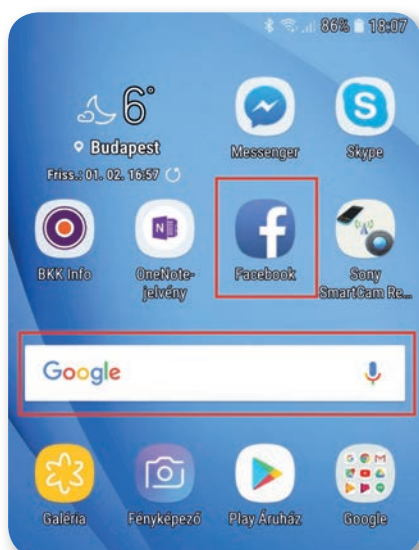 86% 18:07
6°
Budapest
Friss.: 01. 02. 16:57
Messenger
Skype
BKK Info
OneNote-
jelvény
Facebook
Sony
SmartCam Re...
Google
Galéria
Fényképező
Play Áruház
Google